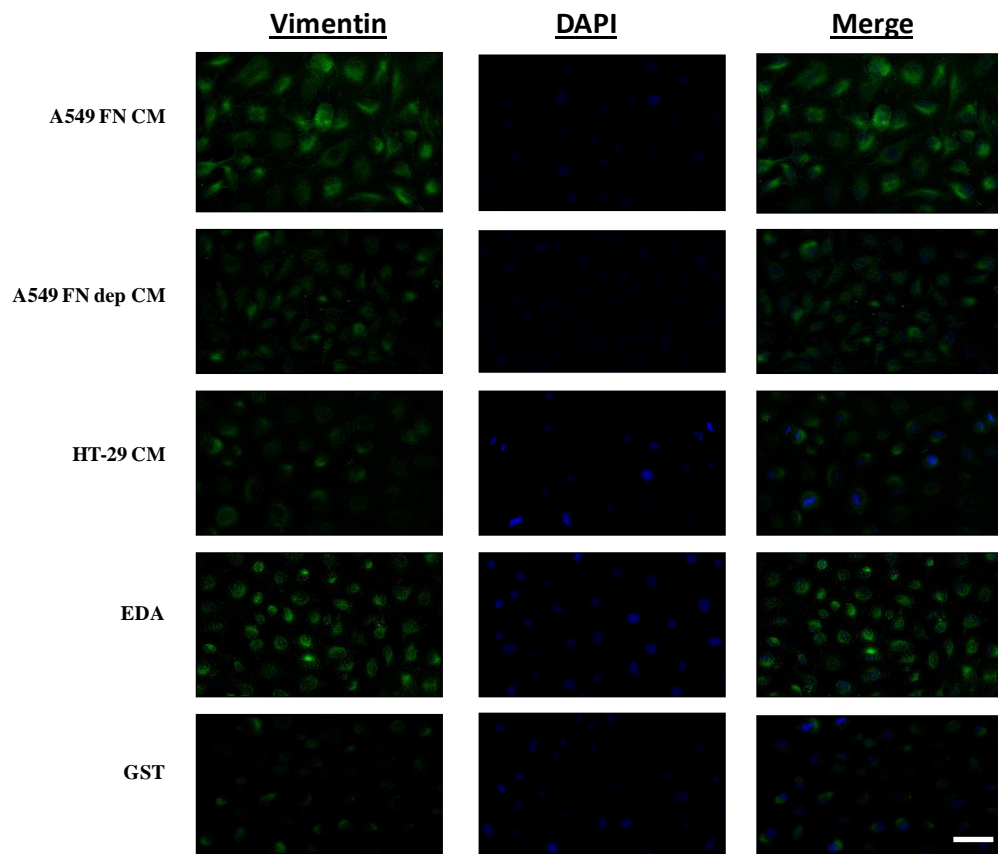 Vimentin DAPI Merge
A549 FN CM
A549 FN dep CM
HT-29 CM
EDA
GST